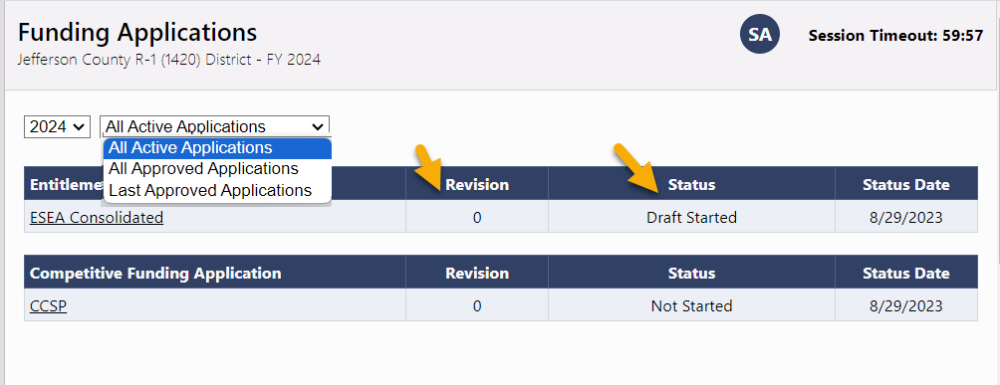 Funding Applications
SA
Session Timeout: 59:57
Jefferson County R-1 (1420) District - FY 2024
2024
All Active Applications
All Active Applications
All Approved Applications
Last Approved Applications
Entitleme Revision Status Status Date
ESEA Consolidated 0 Draft Started 8/29/2023
Competitive Funding Application Revision Status Status Date
CCSP 0 Not Started 8/29/2023